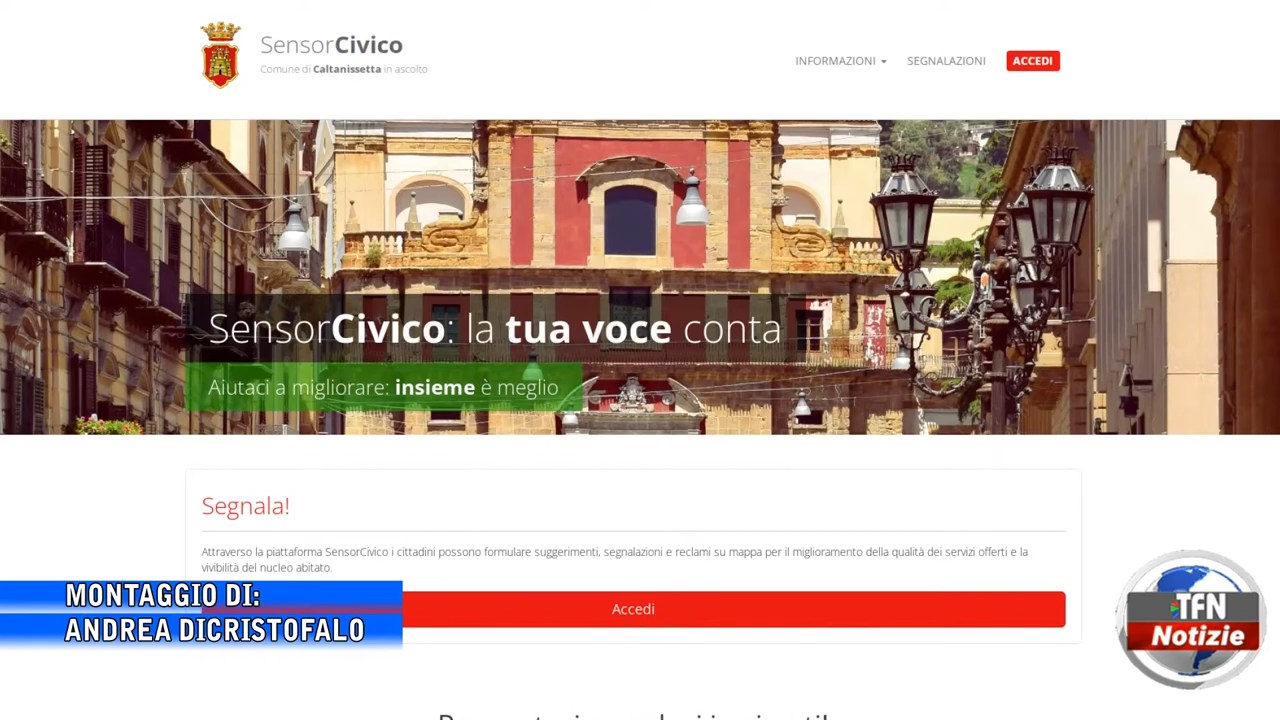 SensorCivico
Comune di Caltanissetta in ascolto
INFORMAZIONI
SEGNALAZIONI
ACCEDI
SensorCivico: la tua voce conta
Aiutaci a migliorare: insieme è meglio
Segnala!
Attraverso la piattaforma SensorCivico i cittadini possono formulare suggerimenti, segnalazioni e reclami su mappa per il miglioramento della qualità dei servizi offerti e la
vivibilità del nucleo abitato.
Accedi
MONTAGGIO DI:
ANDREA DICRISTOFALO
TFN
Notizie